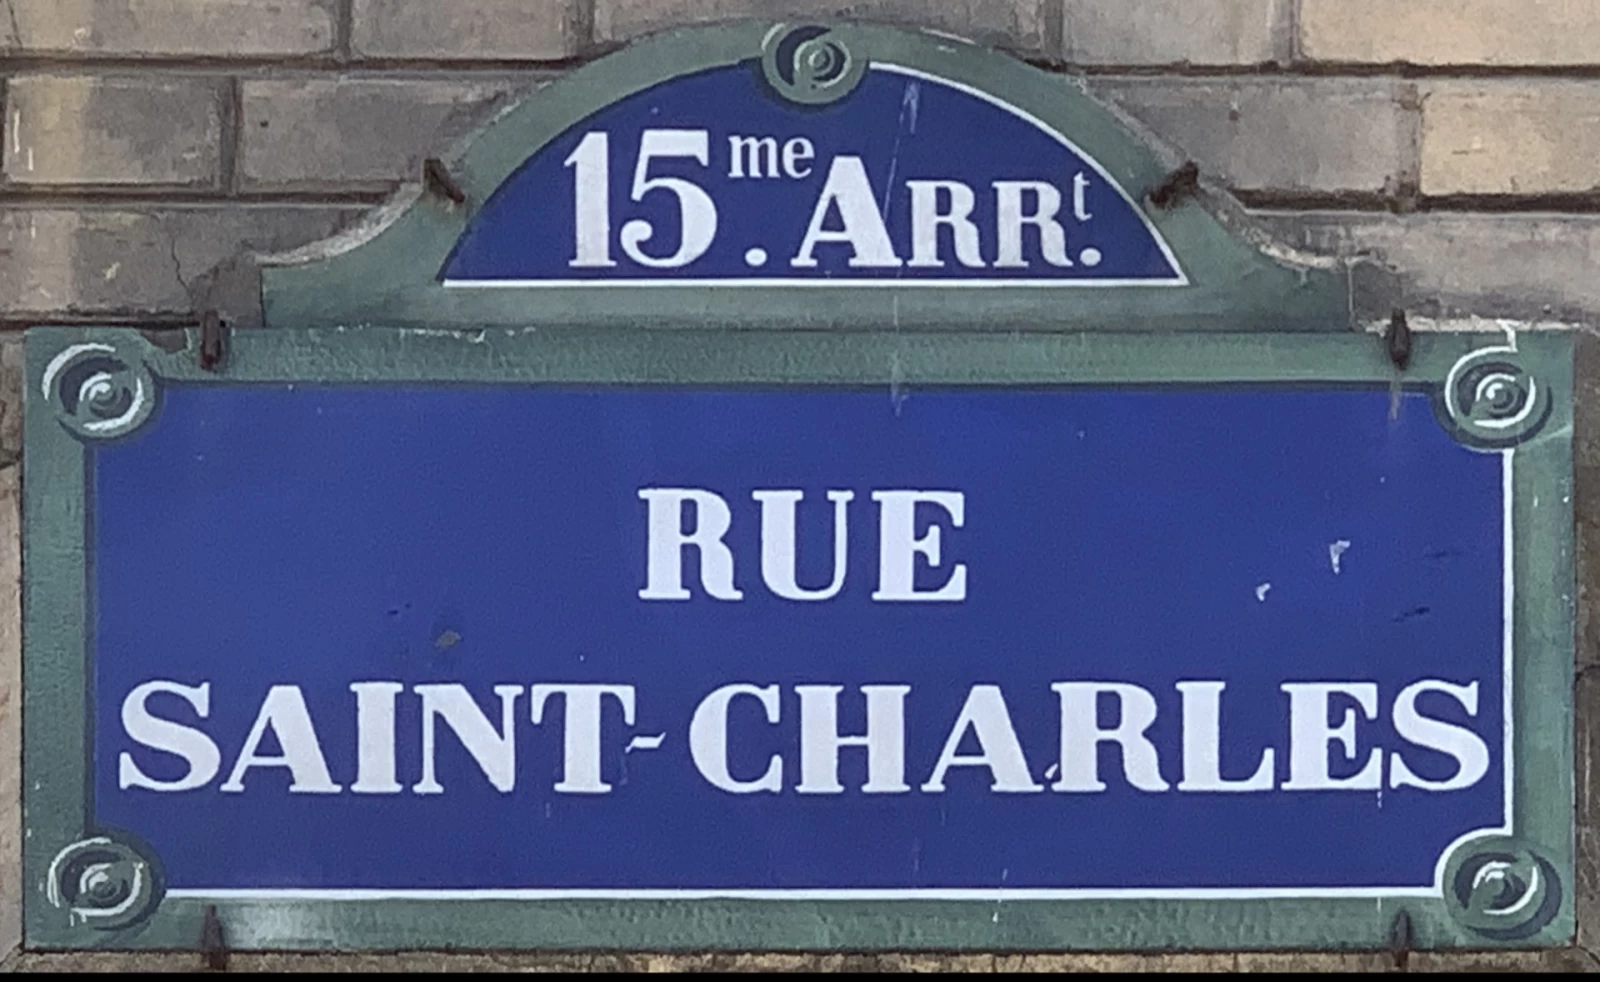 15me. ARRt.
RUE
SAINT-CHARLES